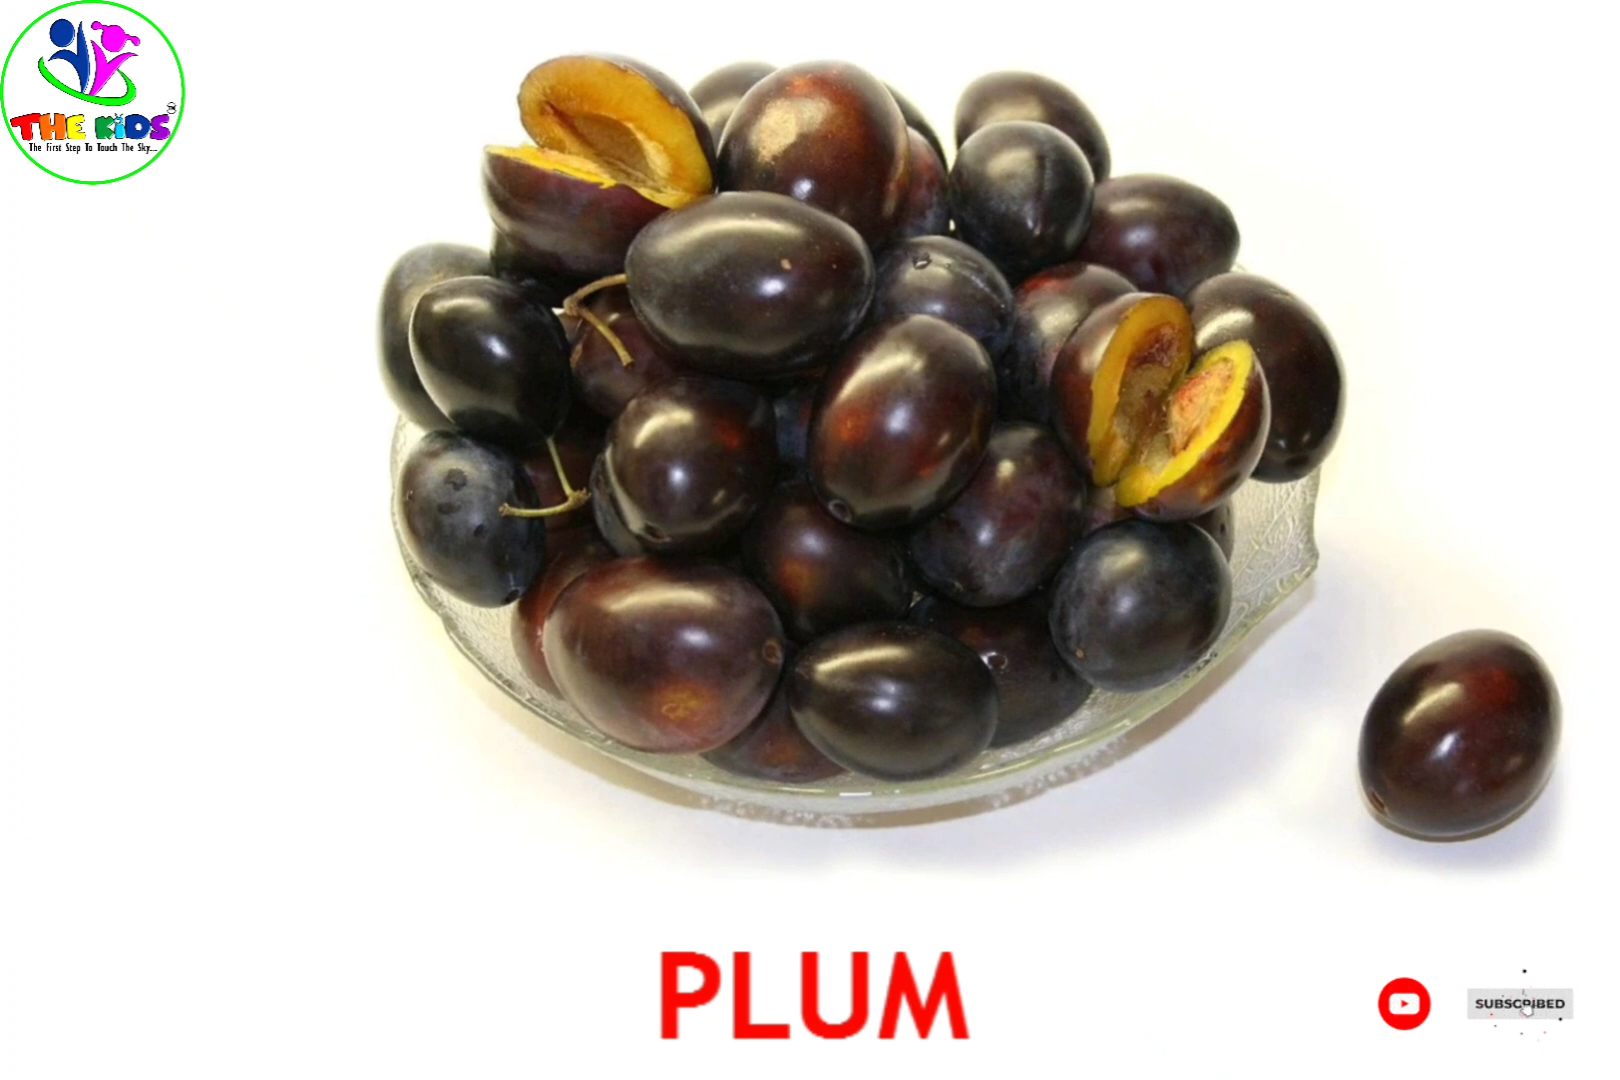 THE KiDS
The First Step To Touch The Sky...
PLUM
SUBSCRIBED